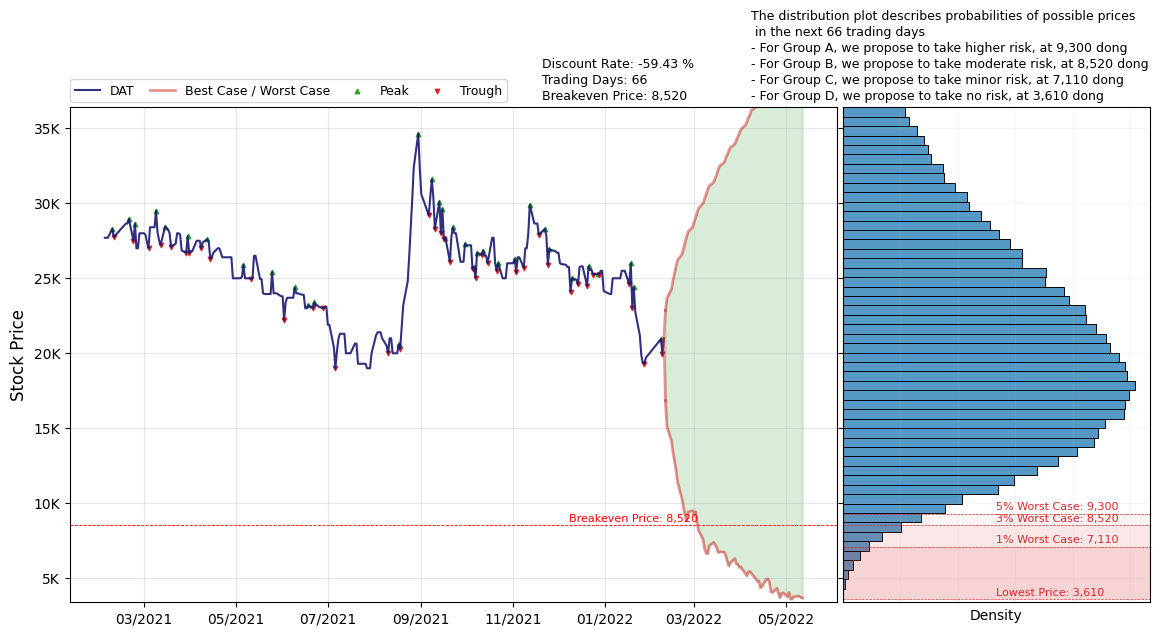 The distribution plot describes probabilities of possible prices
in the next 66 trading days
- For Group A, we propose to take higher risk, at 9,300 dong
- For Group B, we propose to take moderate risk, at 8,520 dong
- For Group C, we propose to take minor risk, at 7,110 dong
- For Group D, we propose to take no risk, at 3,610 dong
Discount Rate: -59.43 %
Trading Days: 66
Breakeven Price: 8,520
DAT
Best Case / Worst Case
Peak
Trough
Stock Price
35K
30K
25K
20K
15K
10K
5K
Breakeven Price: 8,520
5% Worst Case: 9,300
3% Worst Case: 8,520
1% Worst Case: 7,110
Lowest Price: 3,610
03/2021
05/2021
07/2021
09/2021
11/2021
01/2022
03/2022
05/2022
Density